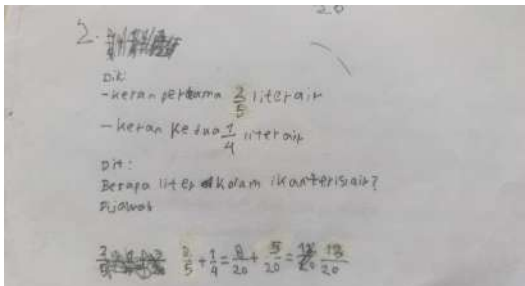 20
2.
Dik:
- keran pertama 2/5 liter air
- keran kedua 1/4 liter air
Dit:
Berapa liter kolam ikan terisi air?
Dijawab
2/5 + 1/4 = 8/20 + 5/20 = 13/20